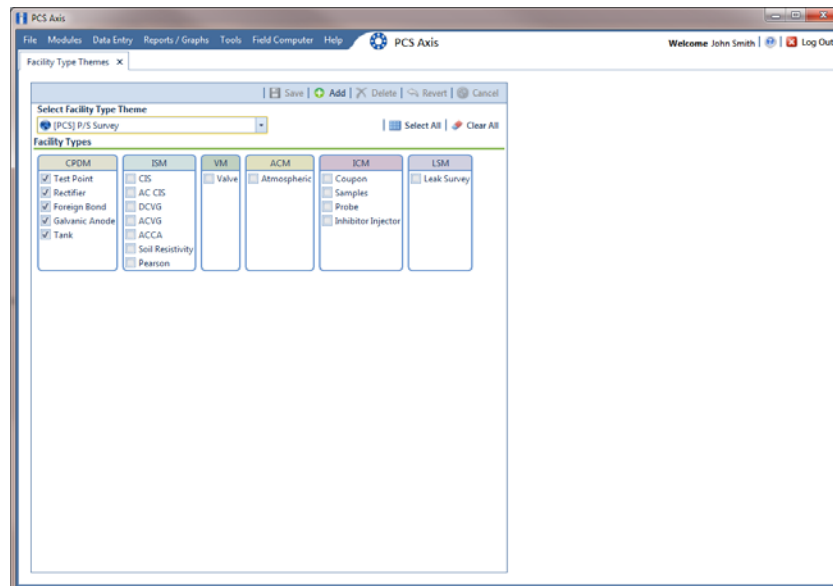 PCS Axis
File Modules Data Entry Reports / Graphs Tools Field Computer Help PCS Axis Welcome John Smith Log Out
Facility Type Themes X
Save Add Delete Revert Cancel
Select Facility Type Theme
[PCS] P/S Survey Select All Clear All
Facility Types
CPDM ISM VM ACM ICM LSM
Test Point CIS Valve Atmospheric Coupon Leak Survey
Rectifier AC CIS Samples
Foreign Bond DCVG Probe
Galvanic Anode ACVG Inhibitor Injector
Tank ACCA
Soil Resistivity
Pearson